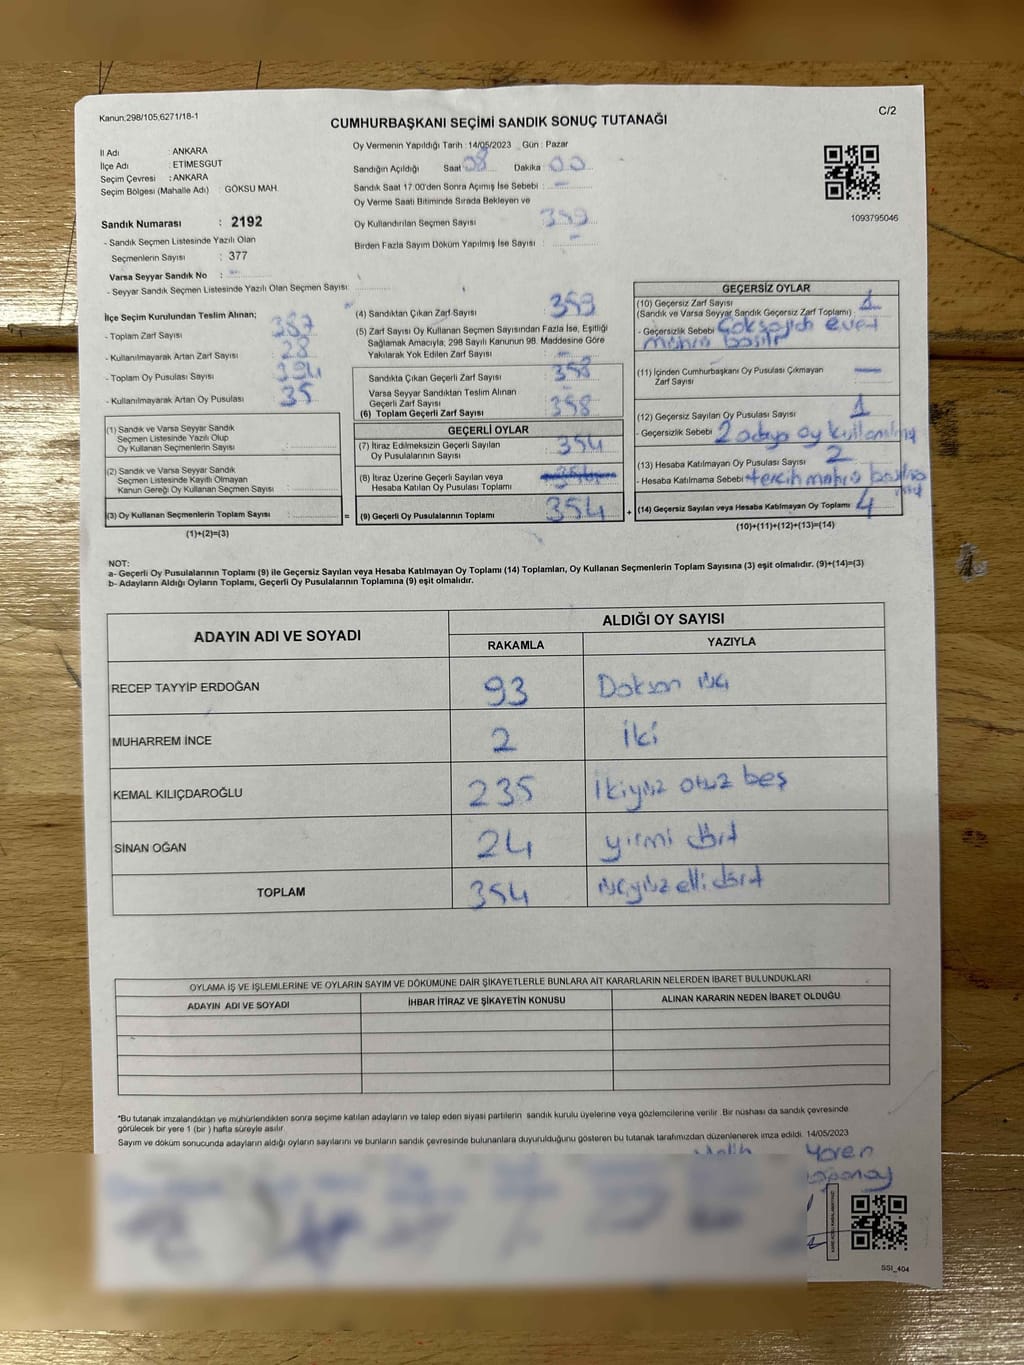 Kanun,298/105,6271/18-1
C/2
CUMHURBAŞKANI SEÇİMİ SANDIK SONUÇ TUTANAĞI
İl Adı : ANKARA
İlçe Adı : ETİMESGUT
Seçim Çevresi : ANKARA
Seçim Bölgesi (Mahalle Adı) : GÖKSU MAH.
Oy Vermenin Yapıldığı Tarih : 14/05/2023 Gün : Pazar
Sandığın Açıldığı Saat 08 Dakika 00
Sandık Saat 17:00'den Sonra Açımış İse Sebebi : -
Oy Verme Saati Bitiminde Sırada Bekleyen ve
Oy Kullandırılan Seçmen Sayısı 359
Birden Fazla Sayım Döküm Yapılmış İse Sayısı : -
1093795046
Sandık Numarası : 2192
- Sandık Seçmen Listesinde Yazılı Olan
Seçmenlerin Sayısı : 377
Varsa Seyyar Sandık No : -
- Seyyar Sandık Seçmen Listesinde Yazılı Olan Seçmen Sayısı:
İlçe Seçim Kurulundan Teslim Alınan;
- Toplam Zarf Sayısı 387
- Kullanılmayarak Artan Zarf Sayısı : 28
- Toplam Oy Pusulası Sayısı 394
- Kullanılmayarak Artan Oy Pusulası : 35
(1) Sandık ve Varsa Seyyar Sandık
Seçmen Listesinde Yazılı Olup
Oy Kullanan Seçmenlerin Sayısı
(2) Sandık ve Varsa Seyyar Sandık
Seçmen Listesinde Kayıtlı Olmayan
Kanun Gereği Oy Kullanan Seçmen Sayısı
(3) Oy Kullanan Seçmenlerin Toplam Sayısı =
(1)+(2)=(3)
(4) Sandıktan Çıkan Zarf Sayısı : 359
(5) Zarf Sayısı Oy Kullanan Seçmen Sayısından Fazla İse, Eşitliği
Sağlamak Amacıyla, 298 Sayılı Kanunun 98. Maddesine Göre
Yakılarak Yok Edilen Zarf Sayısı : -
Sandıkta Çıkan Geçerli Zarf Sayısı : 358
Varsa Seyyar Sandıktan Teslim Alınan
Geçerli Zarf Sayısı
(6) Toplam Geçerli Zarf Sayısı 358
GEÇERLİ OYLAR
(7) İtiraz Edilmeksizin Geçerli Sayılan
Oy Pusulalarının Sayısı 354
(8) İtiraz Üzerine Geçerli Sayılan veya
Hesaba Katılan Oy Pusulası Toplamı
(9) Geçerli Oy Pusulalarının Toplamı 354 +
GEÇERSİZ OYLAR
(10) Geçersiz Zarf Sayısı
(Sandık ve Varsa Seyyar Sandık Geçersiz Zarf Toplamı) : 1
- Geçersizlik Sebebi Çok sayıda evet
mührü basılı
(11) İçinden Cumhurbaşkanı Oy Pusulası Çıkmayan
Zarf Sayısı -
(12) Geçersiz Sayılan Oy Pusulası Sayısı 1
- Geçersizlik Sebebi 2 adaya oy kullanılmış
(13) Hesaba Katılmayan Oy Pusulası Sayısı 2
- Hesaba Katılmama Sebebi tercih mührü
(14) Geçersiz Sayılan veya Hesaba Katılmayan Oy Toplamı 4
(10)+(11)+(12)+(13)=(14)
NOT:
a- Geçerli Oy Pusulalarının Toplamı (9) ile Geçersiz Sayılan veya Hesaba Katılmayan Oy Toplamı (14) Toplamları, Oy Kullanan Seçmenlerin Toplam Sayısına (3) eşit olmalıdır. (9)+(14)=(3)
b- Adayların Aldığı Oyların Toplamı, Geçerli Oy Pusulalarının Toplamına (9) eşit olmalıdır.
ADAYIN ADI VE SOYADI
ALDIĞI OY SAYISI
RAKAMLA YAZIYLA
RECEP TAYYİP ERDOĞAN 93 Doksan üç
MUHARREM İNCE 2 İki
KEMAL KILIÇDAROĞLU 235 İkiyüz otuz beş
SİNAN OĞAN 24 yirmi dört
TOPLAM 354 üçyüz elli dört
OYLAMA İŞ VE İŞLEMLERİNE VE OYLARIN SAYIM VE DÖKÜMÜNE DAİR ŞİKAYETLERLE BUNLARA AİT KARARLARIN NELERDEN İBARET BULUNDUKLARI
ADAYIN ADI VE SOYADI İHBAR İTİRAZ VE ŞİKAYETİN KONUSU ALINAN KARARIN NEDEN İBARET OLDUĞU
*Bu tutanak imzalandıktan ve mühürlendikten sonra seçime katılan adayların ve talep eden siyasi partilerin sandık kurulu üyelerine veya gözlemcilerine verilir. Bir nüshası da sandık çevresinde
görülecek bir yere 1 (bir) hafta süreyle asılır.
Sayım ve döküm sonucunda adayların aldığı oyların sayılarını ve bunların sandık çevresinde bulunanlara duyurulduğunu gösteren bu tutanak tarafımızdan düzenlenerek imza edildi. 14/05/2023
Yören
SSI_404